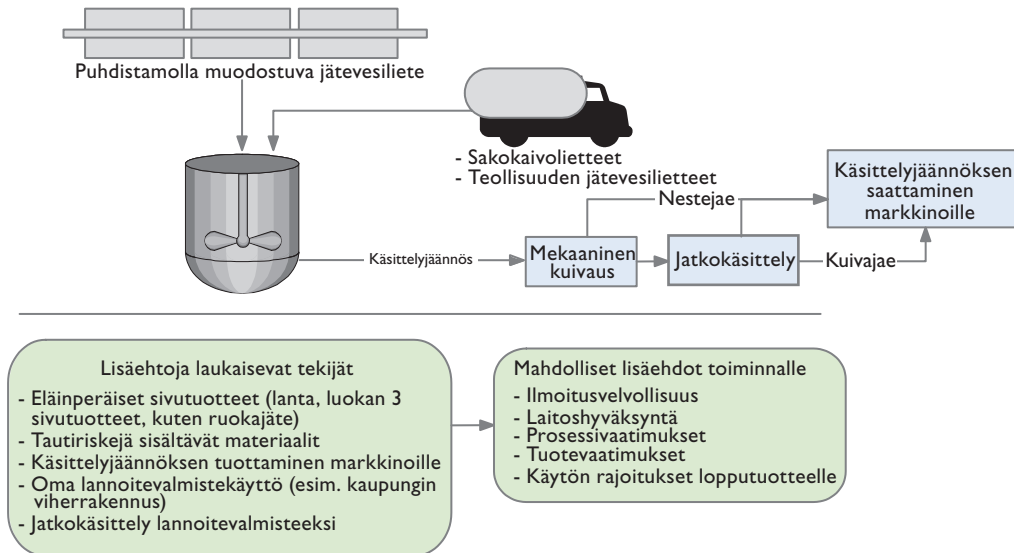 Puhdistamolla muodostuva jätevesiliete
- Sakokaivolietteet
- Teollisuuden jätevesilietteet
Käsittelyjäännöksen
saattaminen
markkinoille
Nestejae
Käsittelyjäännös
Mekaaninen
kuivaus
Jatkokäsittely
Kuivajae
Lisäehtoja laukaisevat tekijät
- Eläinperäiset sivutuotteet (lanta, luokan 3
sivutuotteet, kuten ruokajäte)
- Tautiriskejä sisältävät materiaalit
- Käsittelyjäännöksen tuottaminen markkinoille
- Oma lannoitevalmistekäyttö (esim. kaupungin
viherrakennus)
- Jatkokäsittely lannoitevalmisteeksi
Mahdolliset lisäehdot toiminnalle
- Ilmoitusvelvollisuus
- Laitoshyväksyntä
- Prosessivaatimukset
- Tuotevaatimukset
- Käytön rajoitukset lopputuotteelle